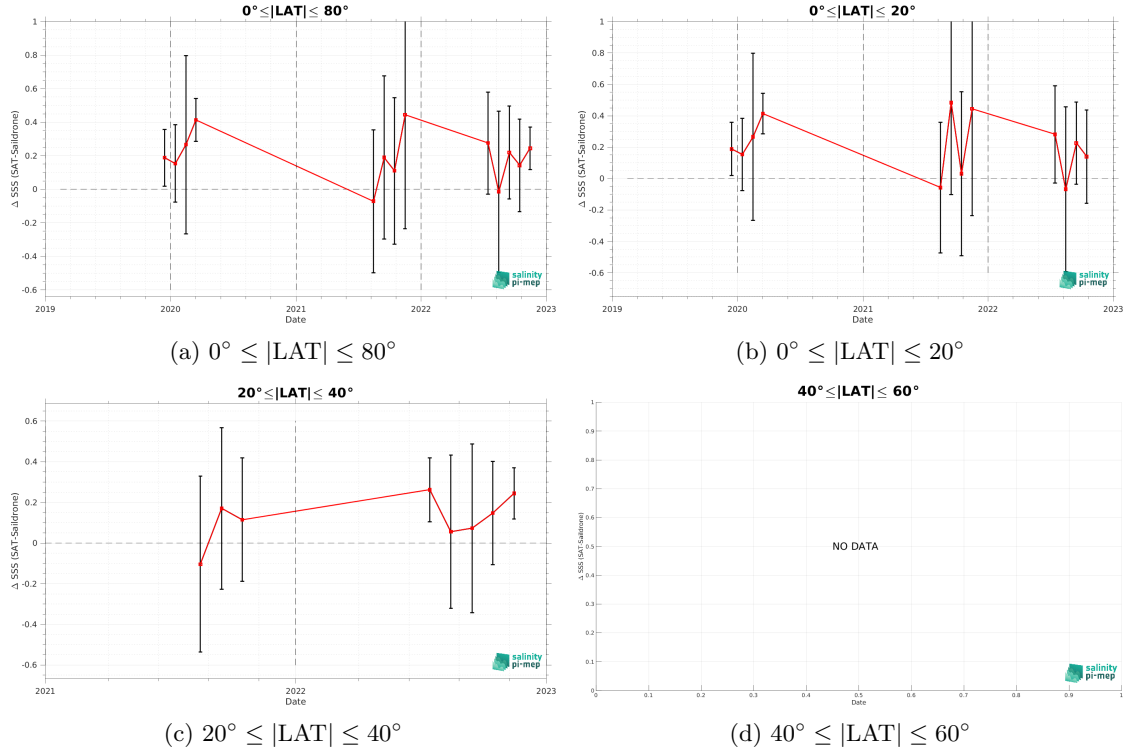 0°≤|LAT|≤ 80°
1
0.8
0.6
0.4
0.2
0
-0.2
-0.4
-0.6
Δ SSS (SAT-Saildrone)
salinity
pi-mep
2019 2020 2021 2022 2023
Date
(a) 0° ≤ |LAT| ≤ 80°
0°≤|LAT|≤ 20°
1
0.8
0.6
0.4
0.2
0
-0.2
-0.4
-0.6
Δ SSS (SAT-Saildrone)
salinity
pi-mep
2019 2020 2021 2022 2023
Date
(b) 0° ≤ |LAT| ≤ 20°
20°≤|LAT|≤ 40°
0.6
0.4
0.2
0
-0.2
-0.4
-0.6
Δ SSS (SAT-Saildrone)
salinity
pi-mep
2021 2022 2023
Date
(c) 20° ≤ |LAT| ≤ 40°
40°≤|LAT|≤ 60°
1
0.9
0.8
0.7
0.6
0.5
0.4
0.3
0.2
0.1
0
Δ SSS (SAT-Saildrone)
NO DATA
salinity
pi-mep
0 0.1 0.2 0.3 0.4 0.5 0.6 0.7 0.8 0.9 1
Date
(d) 40° ≤ |LAT| ≤ 60°